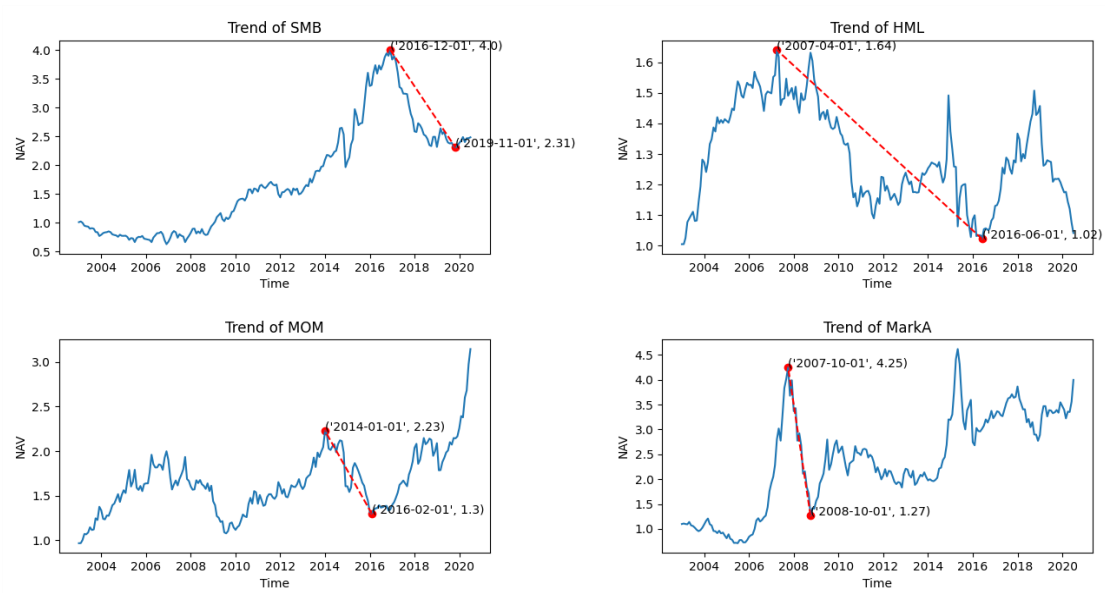 Trend of SMB
4.0
3.5
3.0
2.5
2.0
1.5
1.0
0.5
NAV
('2016-12-01', 4.0)
('2019-11-01', 2.31)
2004 2006 2008 2010 2012 2014 2016 2018 2020
Time
Trend of HML
1.6
1.5
1.4
1.3
1.2
1.1
1.0
NAV
('2007-04-01', 1.64)
('2016-06-01', 1.02)
2004 2006 2008 2010 2012 2014 2016 2018 2020
Time
Trend of MOM
3.0
2.5
2.0
1.5
1.0
NAV
('2014-01-01', 2.23)
('2016-02-01', 1.3)
2004 2006 2008 2010 2012 2014 2016 2018 2020
Time
Trend of MarkA
4.5
4.0
3.5
3.0
2.5
2.0
1.5
1.0
NAV
('2007-10-01', 4.25)
('2008-10-01', 1.27)
2004 2006 2008 2010 2012 2014 2016 2018 2020
Time